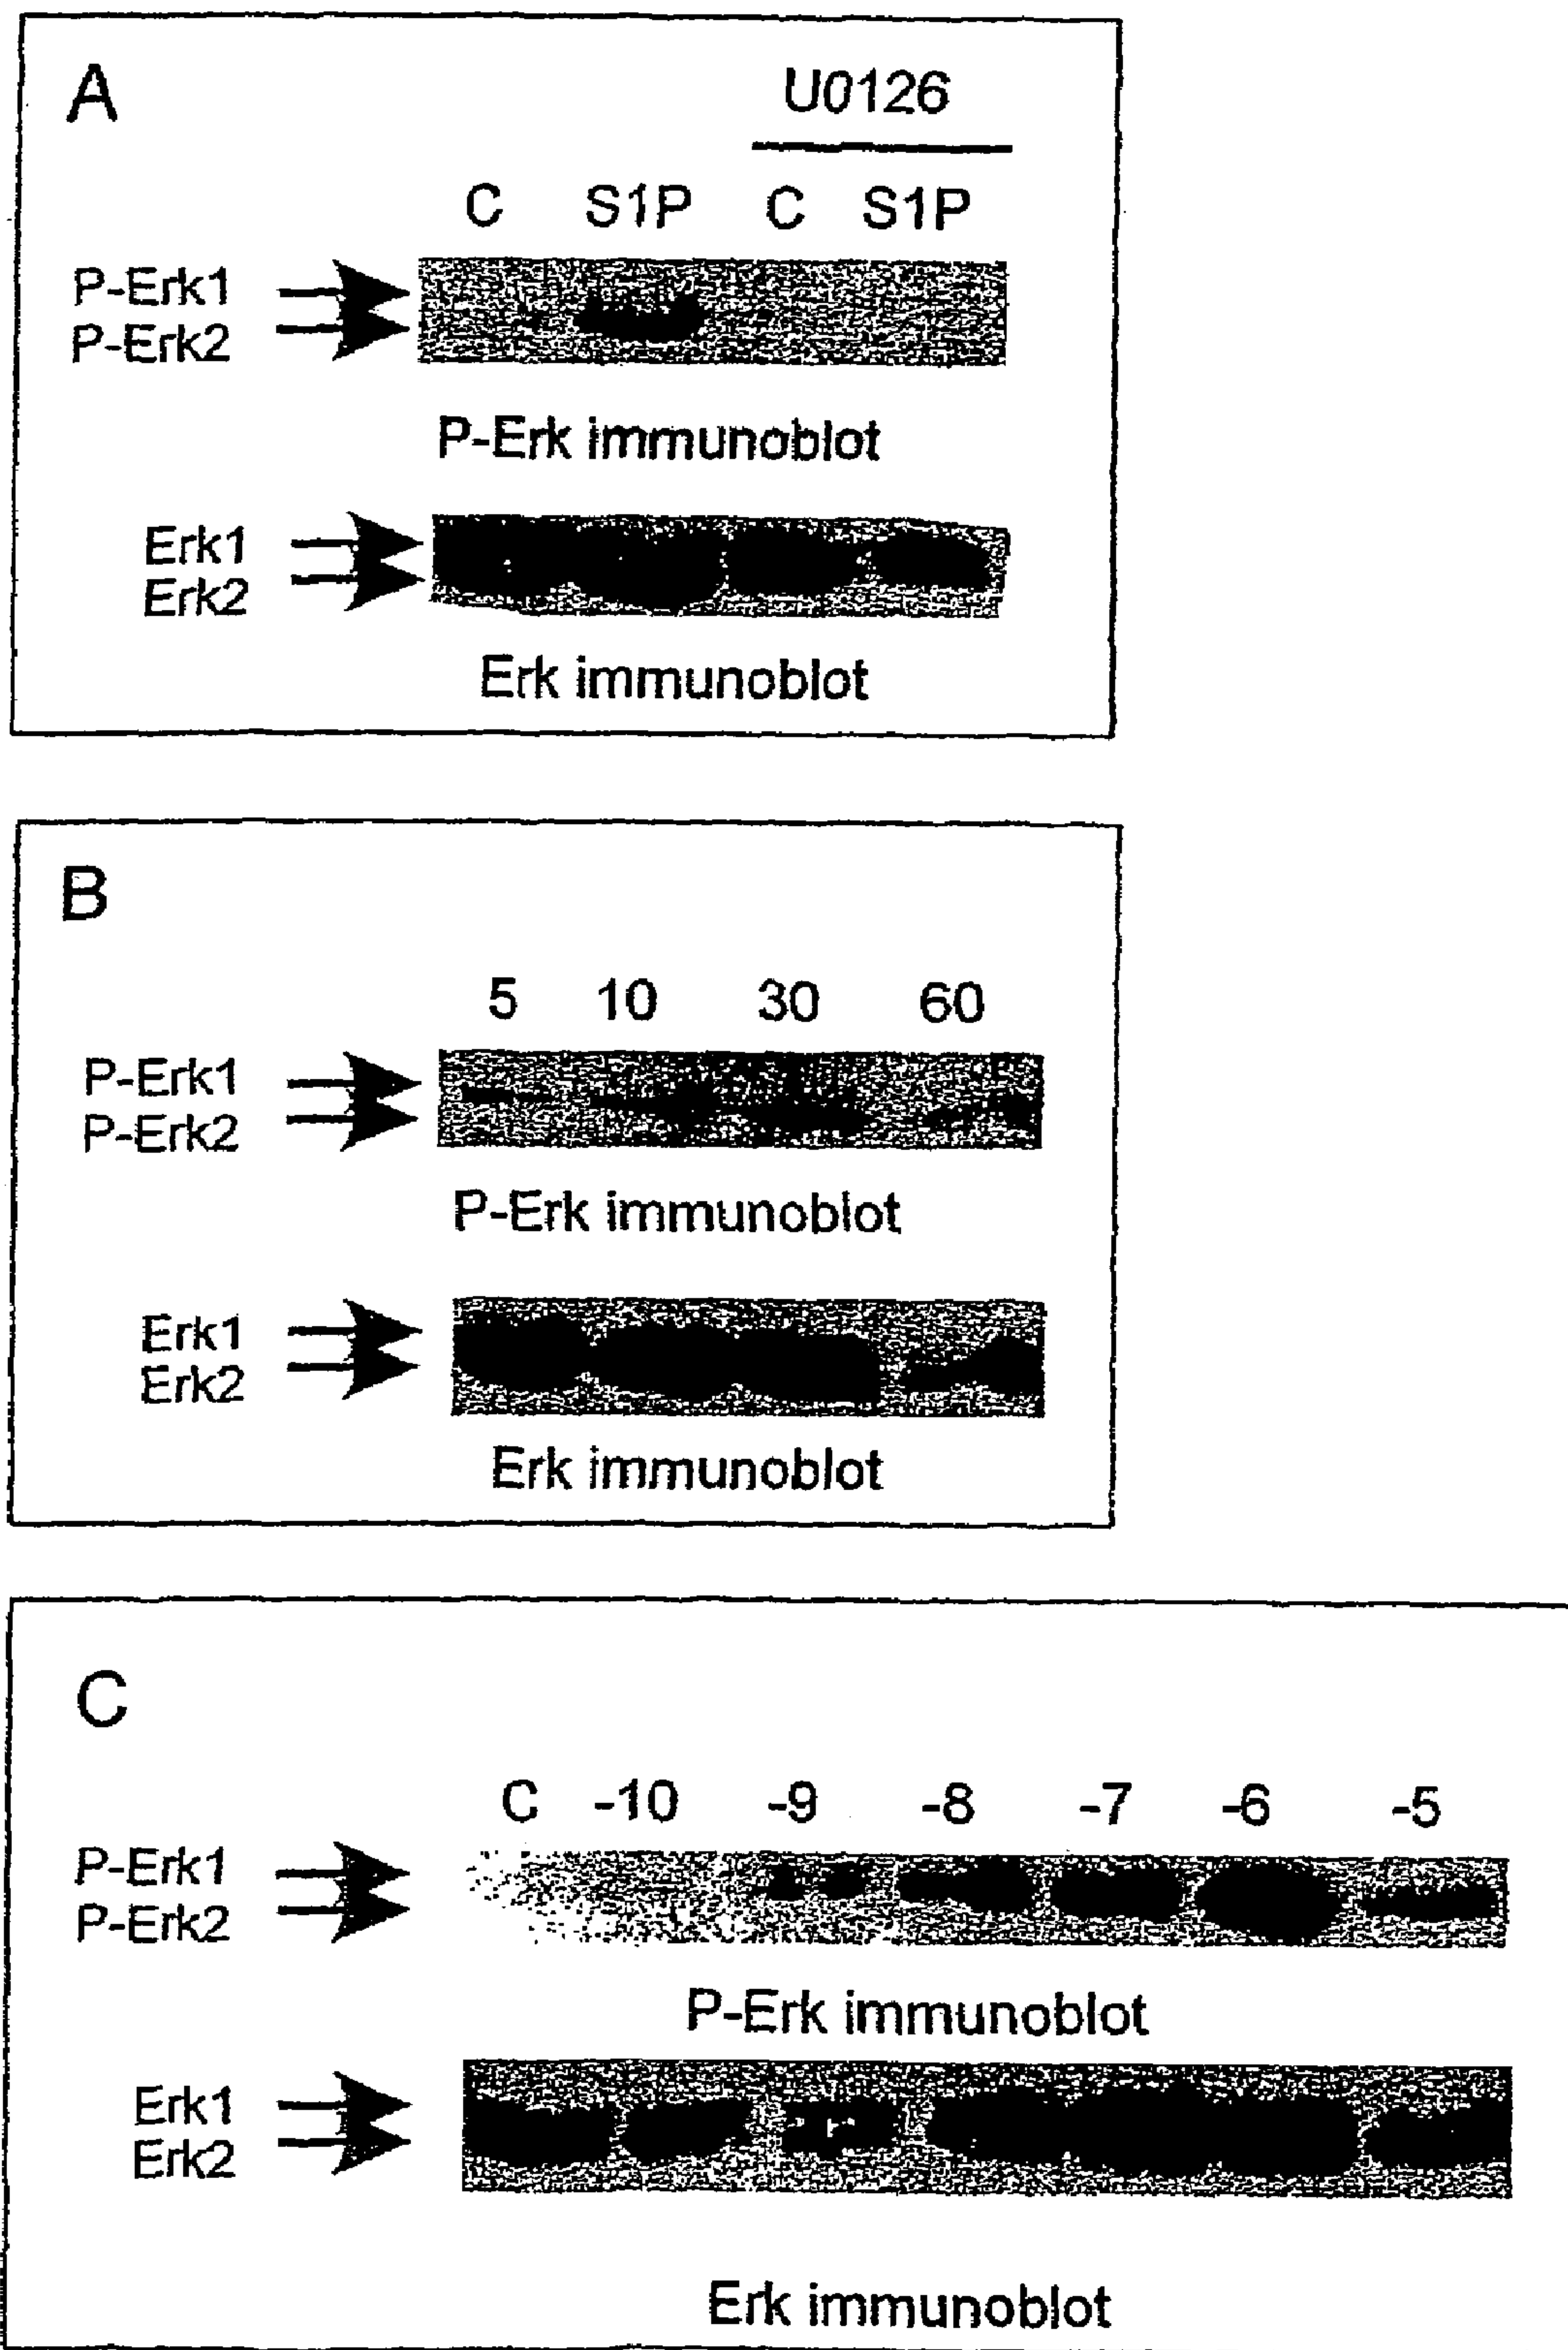 A
U0126
C S1P C S1P
P-Erk1
P-Erk2
P-Erk immunoblot
Erk1
Erk2
Erk immunoblot
B
5 10 30 60
P-Erk1
P-Erk2
P-Erk immunoblot
Erk1
Erk2
Erk immunoblot
C
C -10 -9 -8 -7 -6 -5
P-Erk1
P-Erk2
P-Erk immunoblot
Erk1
Erk2
Erk immunoblot